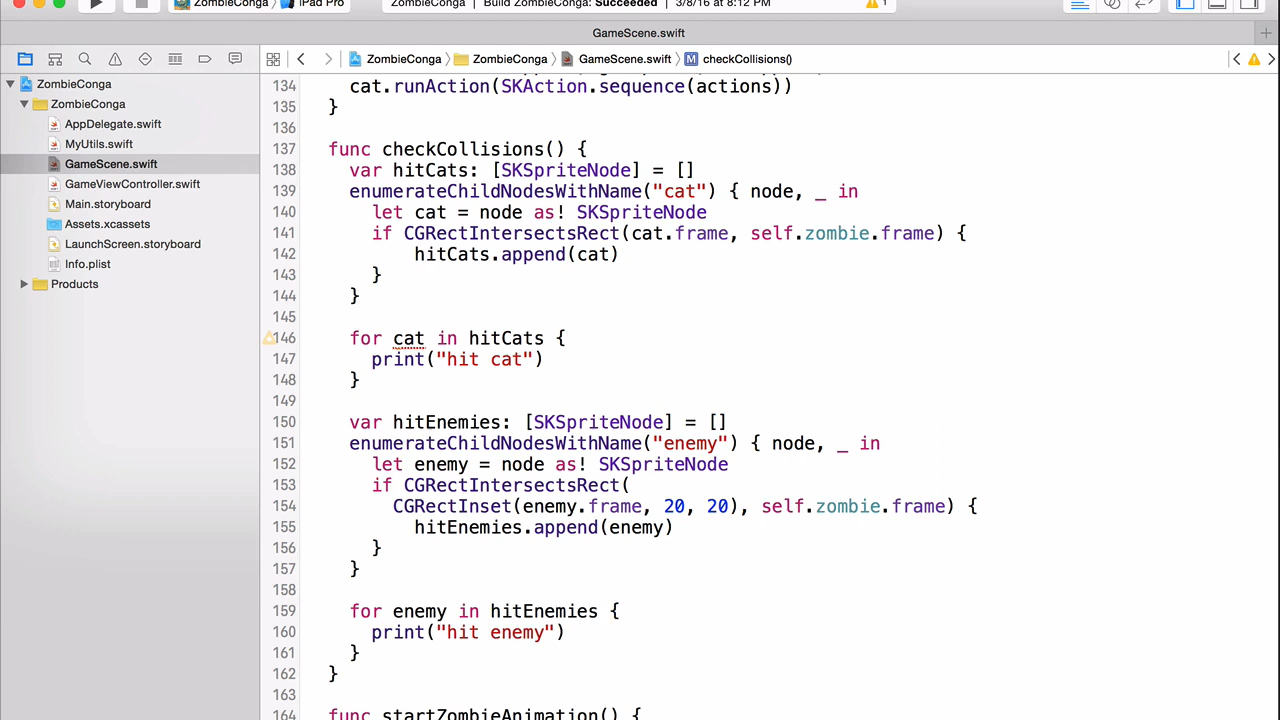 ZombieConga iPad Pro ZombieConga Build ZombieConga: Succeeded 3/8/16 at 8:12 PM 1
GameScene.swift
ZombieConga ZombieConga GameScene.swift M checkCollisions()
ZombieConga
ZombieConga
AppDelegate.swift
MyUtils.swift
GameScene.swift
GameViewController.swift
Main.storyboard
Assets.xcassets
LaunchScreen.storyboard
Info.plist
Products
134 cat.runAction(SKAction.sequence(actions))
135 }
136
137 func checkCollisions() {
138 var hitCats: [SKSpriteNode] = []
139 enumerateChildNodesWithName("cat") { node, _ in
140 let cat = node as! SKSpriteNode
141 if CGRectIntersectsRect(cat.frame, self.zombie.frame) {
142 hitCats.append(cat)
143 }
144 }
145
146 for cat in hitCats {
147 print("hit cat")
148 }
149
150 var hitEnemies: [SKSpriteNode] = []
151 enumerateChildNodesWithName("enemy") { node, _ in
152 let enemy = node as! SKSpriteNode
153 if CGRectIntersectsRect(
154 CGRectInset(enemy.frame, 20, 20), self.zombie.frame) {
155 hitEnemies.append(enemy)
156 }
157 }
158
159 for enemy in hitEnemies {
160 print("hit enemy")
161 }
162 }
163
164 func startZombieAnimation() {